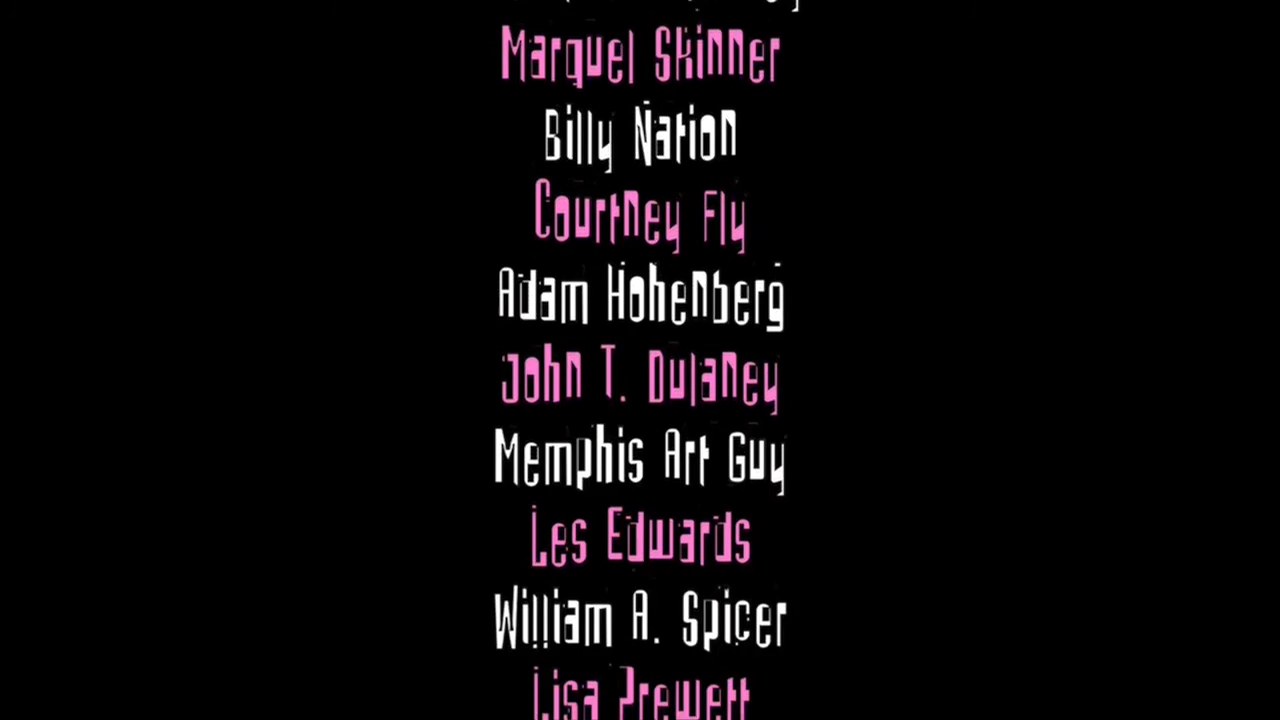 Marquel Skinner
Billy Nation
Courtney Fly
Adam Hohenberg
John T. Dulaney
Memphis Art Guy
Les Edwards
William A. Spicer
Lisa Prewett